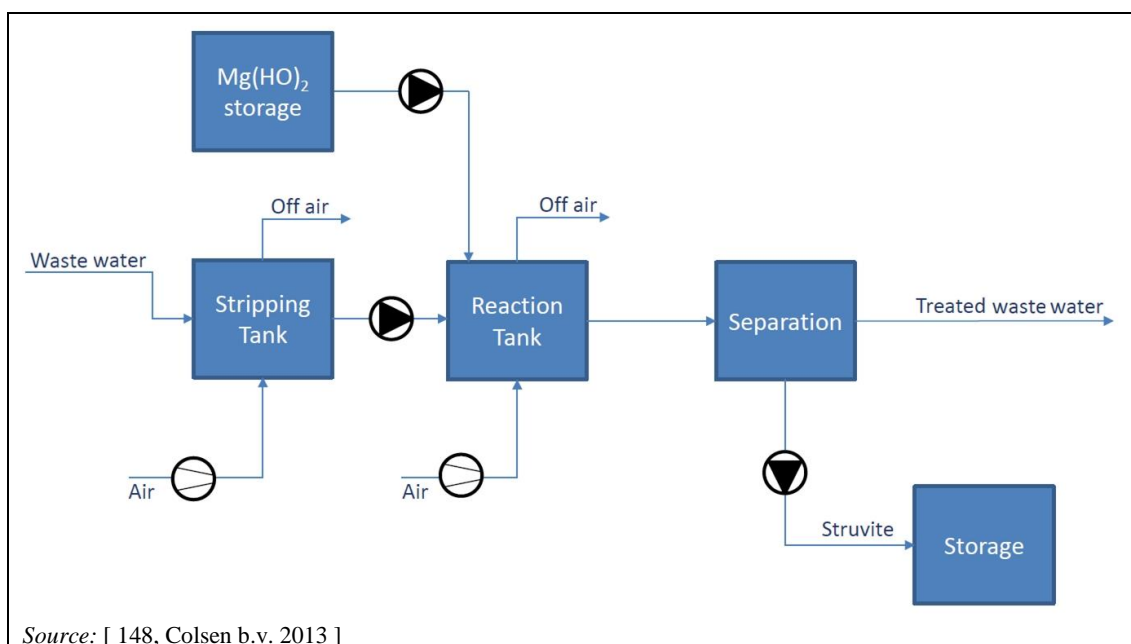 Mg(HO)₂
storage
Off air
Off air
Waste water
Stripping
Tank
Reaction
Tank
Separation
Treated waste water
Air
Air
Struvite
Storage
Source: [ 148, Colsen b.v. 2013 ]